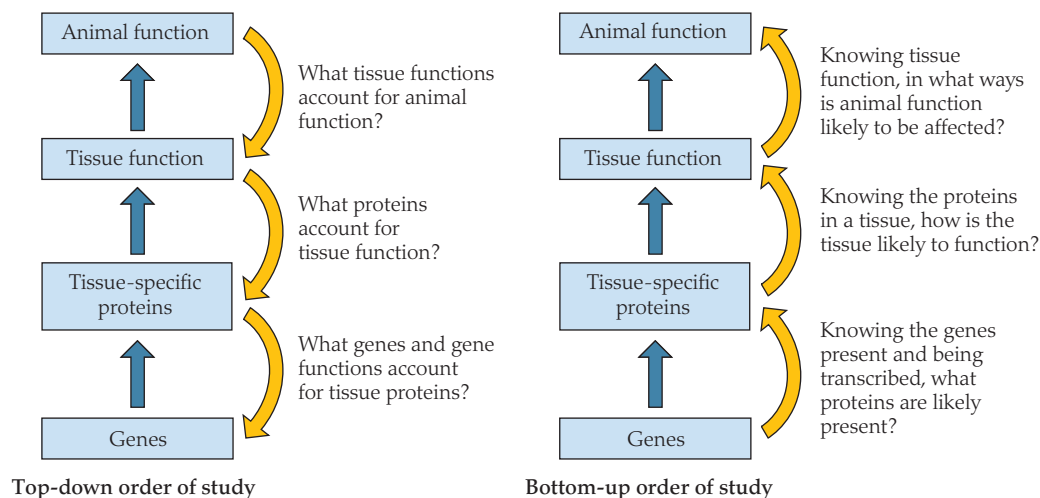 Animal function
What tissue functions
account for animal
function?
Tissue function
What proteins
account for
tissue function?
Tissue-specific
proteins
What genes and gene
functions account
for tissue proteins?
Genes
Top-down order of study
Animal function
Knowing tissue
function, in what ways
is animal function
likely to be affected?
Tissue function
Knowing the proteins
in a tissue, how is the
tissue likely to function?
Tissue-specific
proteins
Knowing the genes
present and being
transcribed, what
proteins are likely
present?
Genes
Bottom-up order of study